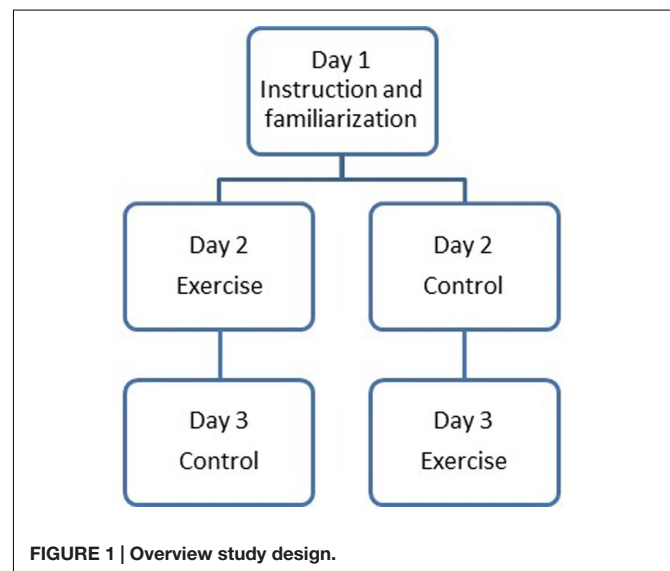 Day 1
Instruction and
familiarization
Day 2
Exercise
Day 2
Control
Day 3
Control
Day 3
Exercise
FIGURE 1 | Overview study design.